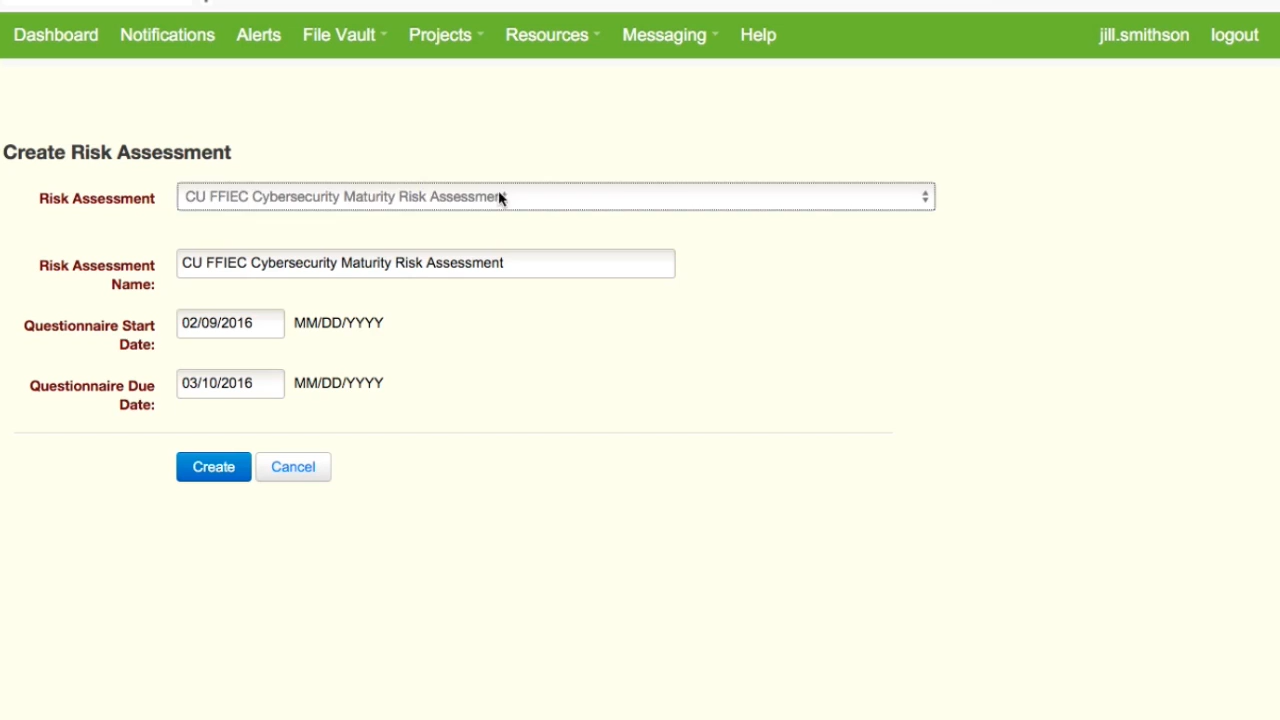 Dashboard Notifications Alerts File Vault Projects Resources Messaging Help jill.smithson logout
Create Risk Assessment
Risk Assessment CU FFIEC Cybersecurity Maturity Risk Assessment
Risk Assessment CU FFIEC Cybersecurity Maturity Risk Assessment
Name:
Questionnaire Start 02/09/2016 MM/DD/YYYY
Date:
Questionnaire Due 03/10/2016 MM/DD/YYYY
Date:
Create Cancel